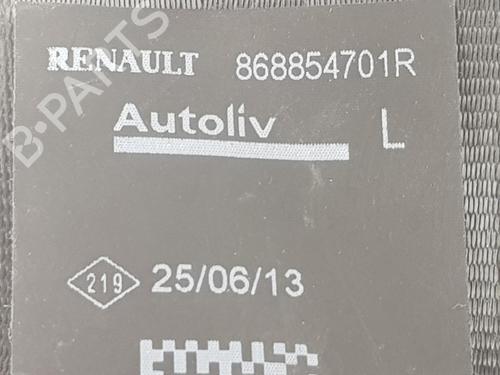 RENAULT 868854701R
Autoliv L
219 25/06/13
B-PARTS